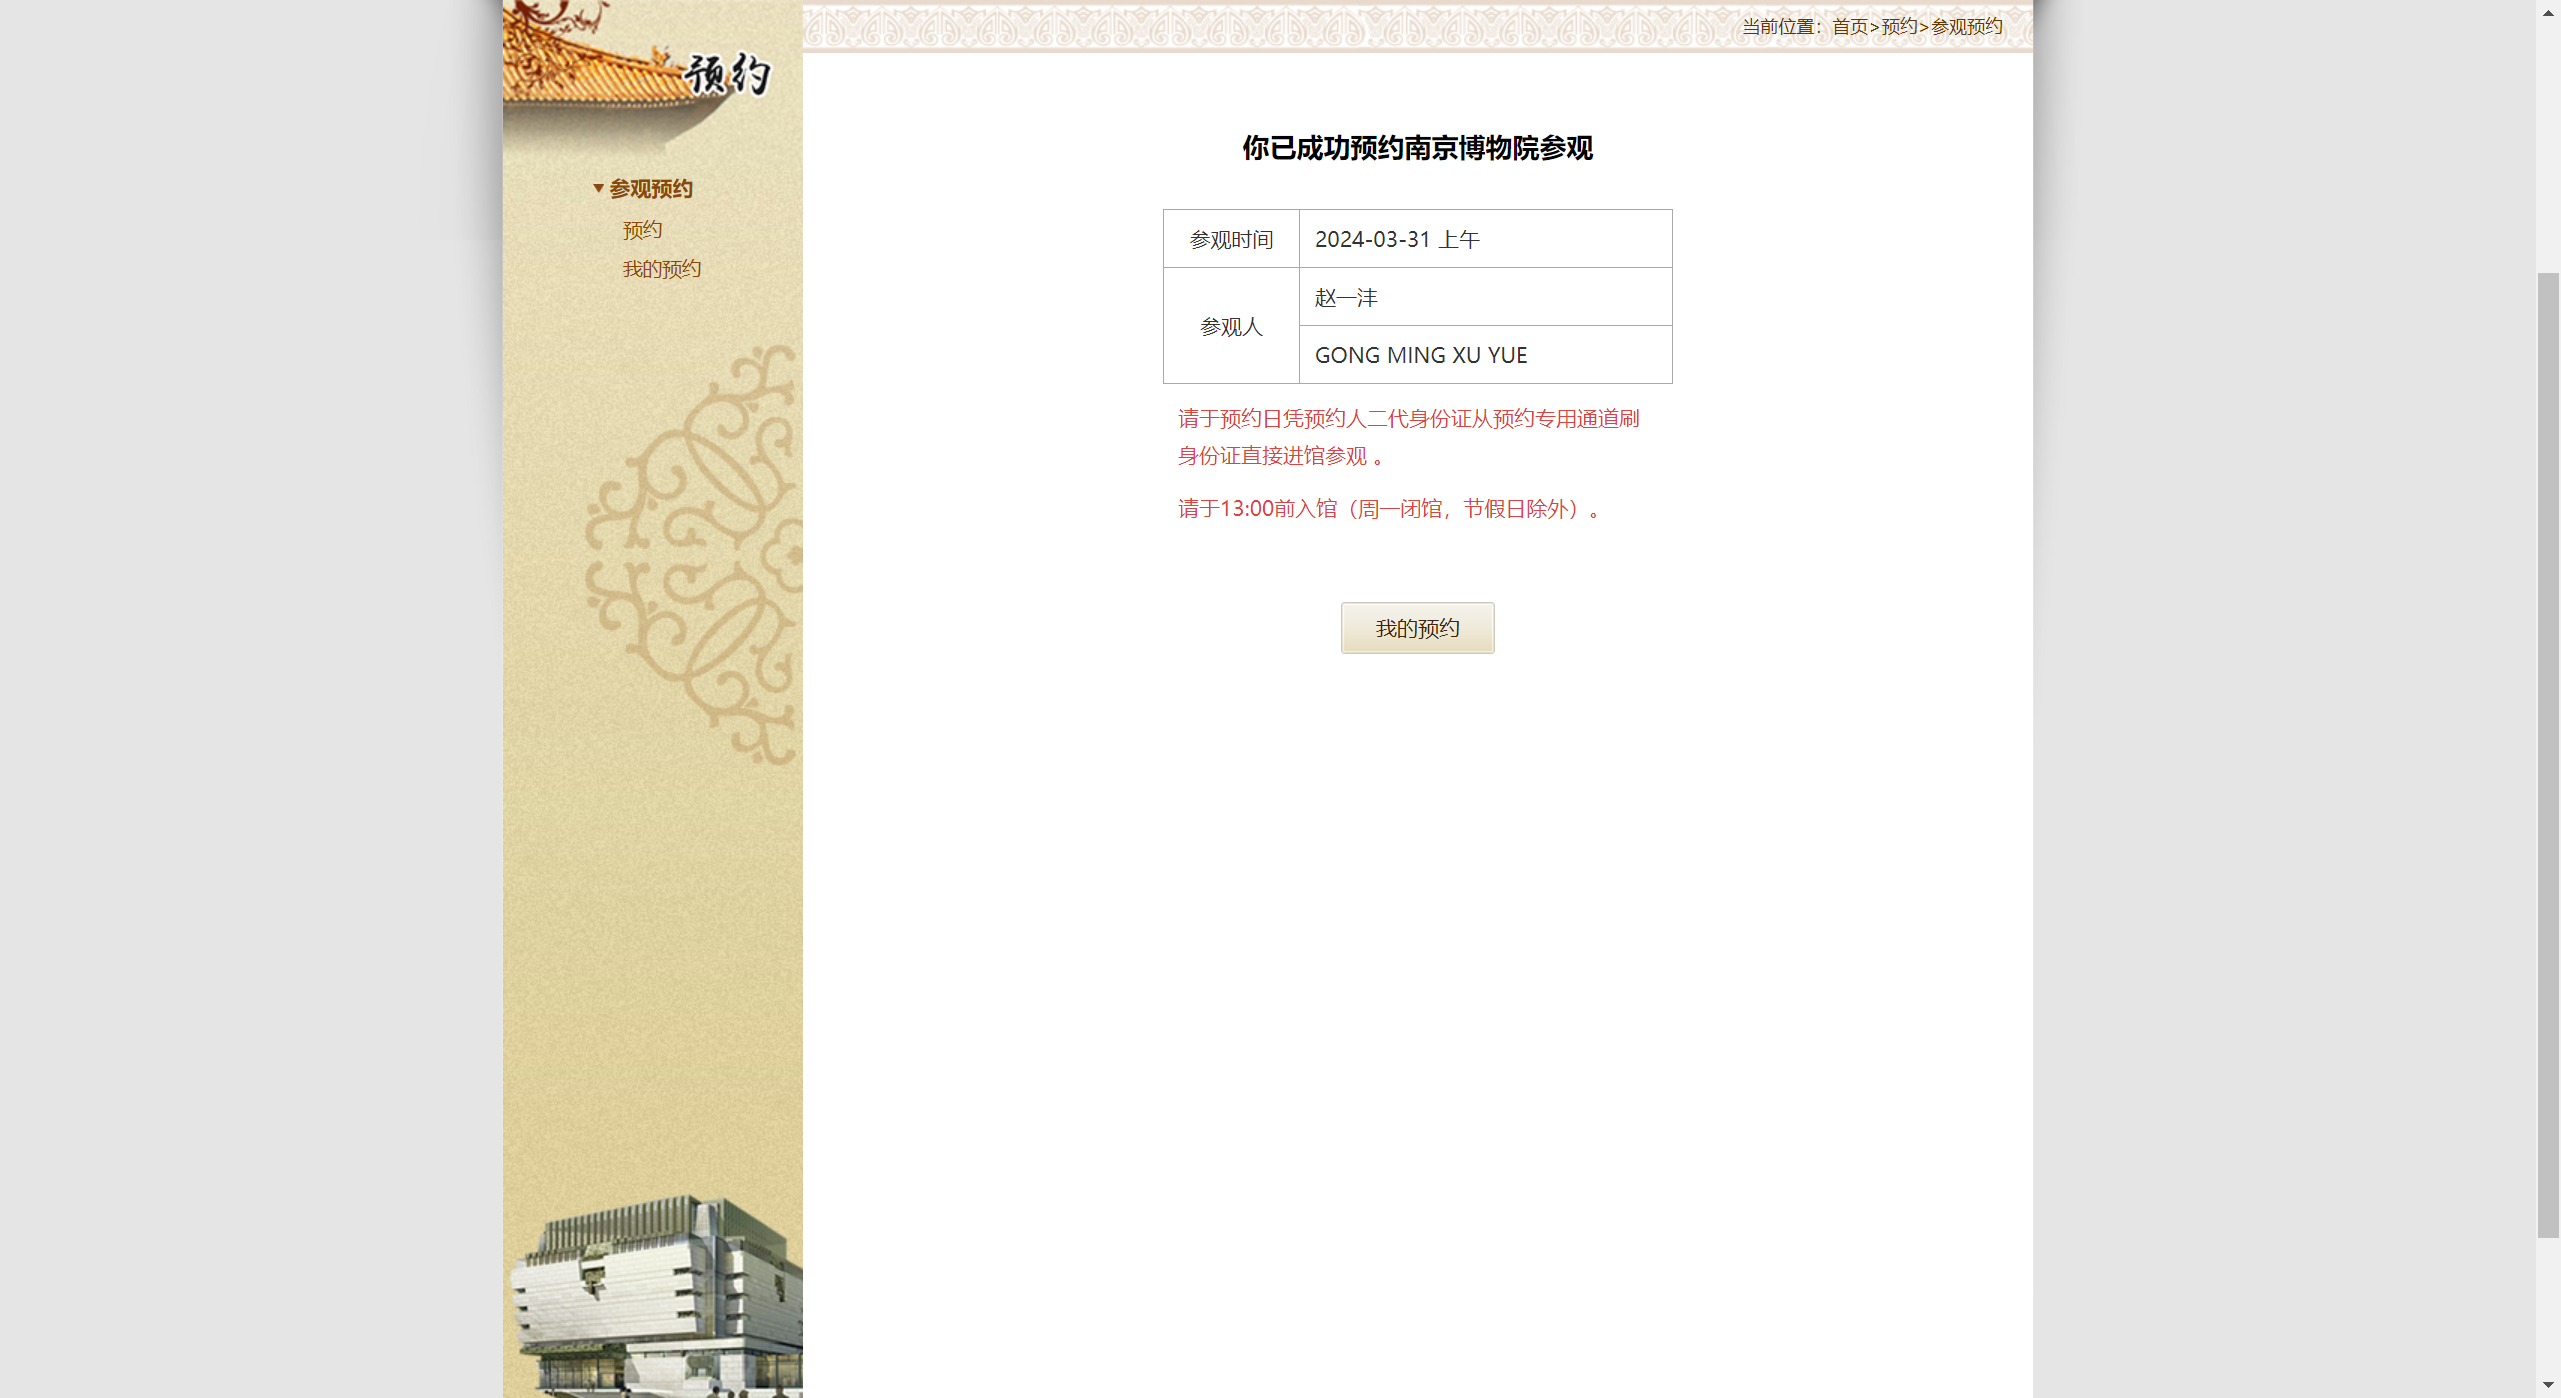 预约
当前位置：首页>预约>参观预约
参观预约
预约
我的预约
你已成功预约南京博物院参观
参观时间 2024-03-31 上午
参观人
赵一沣
GONG MING XU YUE
请于预约日凭预约人二代身份证从预约专用通道刷
身份证直接进馆参观 。
请于13:00前入馆（周一闭馆，节假日除外）。
我的预约